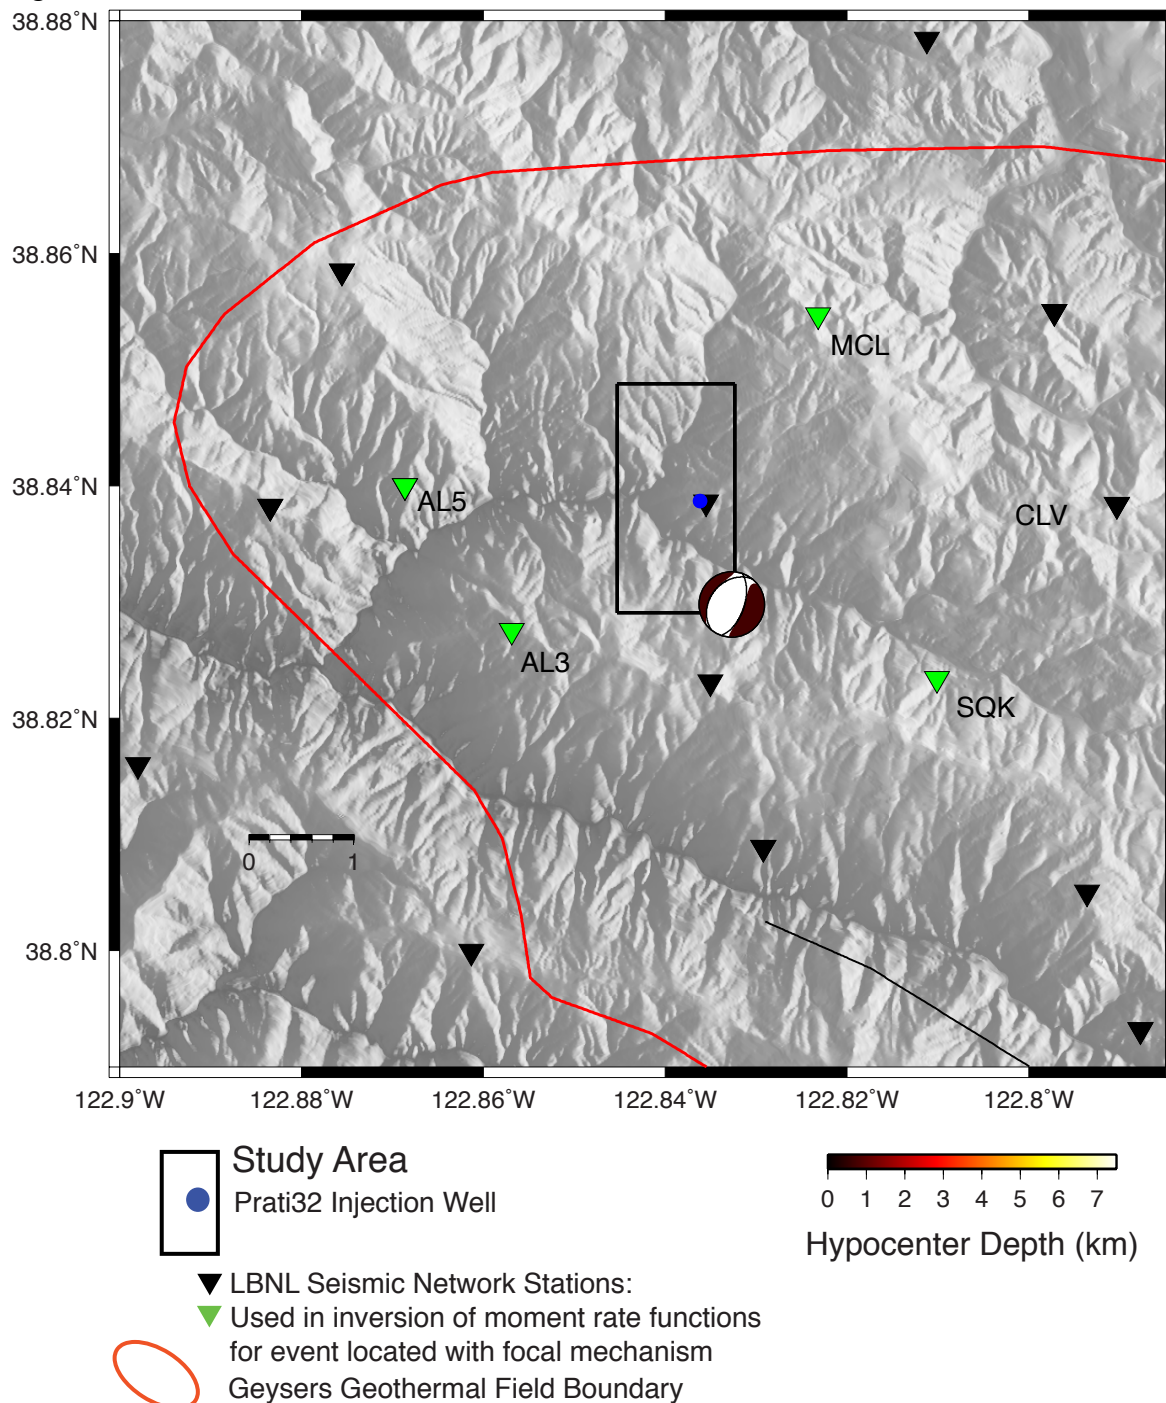 38.88°N
38.86°N
MCL
38.84°N
AL5
CLV
AL3
SQK
38.82°N
0 1
38.8°N
122.9°W 122.88°W 122.86°W 122.84°W 122.82°W 122.8°W
Study Area
Prati32 Injection Well
0 1 2 3 4 5 6 7
Hypocenter Depth (km)
LBNL Seismic Network Stations:
Used in inversion of moment rate functions
for event located with focal mechanism
Geysers Geothermal Field Boundary